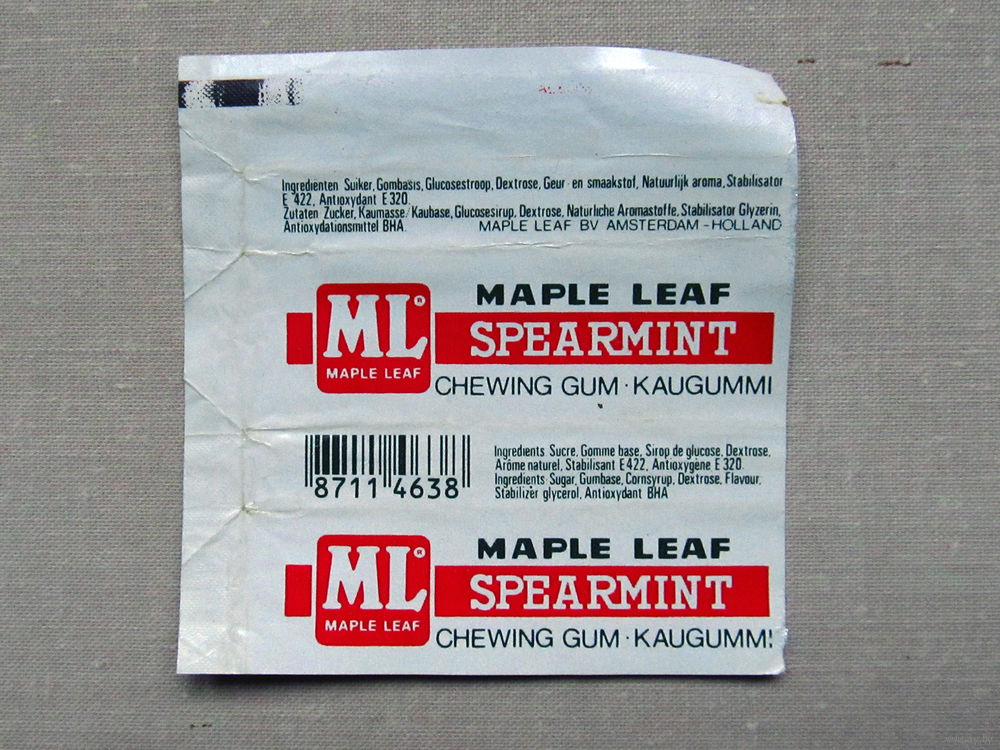 Ingredienten Suiker, Gombasis, Glucosestroop, Dextrose, Geur- en smaakstof, Natuurlijk aroma, Stabilisator
E 422, Antioxydant E 320.
Zutaten Zucker, Kaumasse/Kaubase, Glucosesirup, Dextrose, Natürliche Aromastoffe, Stabilisator Glyzerin,
Antioxydationsmittel BHA.
MAPLE LEAF BV AMSTERDAM-HOLLAND
ML®
MAPLE LEAF
MAPLE LEAF
SPEARMINT
CHEWING GUM·KAUGUMMI
8711 4638
Ingredients Sucre, Gomme base, Sirop de glucose, Dextrose,
Arôme naturel, Stabilisant E422, Antioxygène E 320.
Ingredients Sugar, Gumbase, Cornsyrup, Dextrose, Flavour,
Stabilizer glycerol, Antioxydant BHA
ML®
MAPLE LEAF
MAPLE LEAF
SPEARMINT
CHEWING GUM·KAUGUMMI